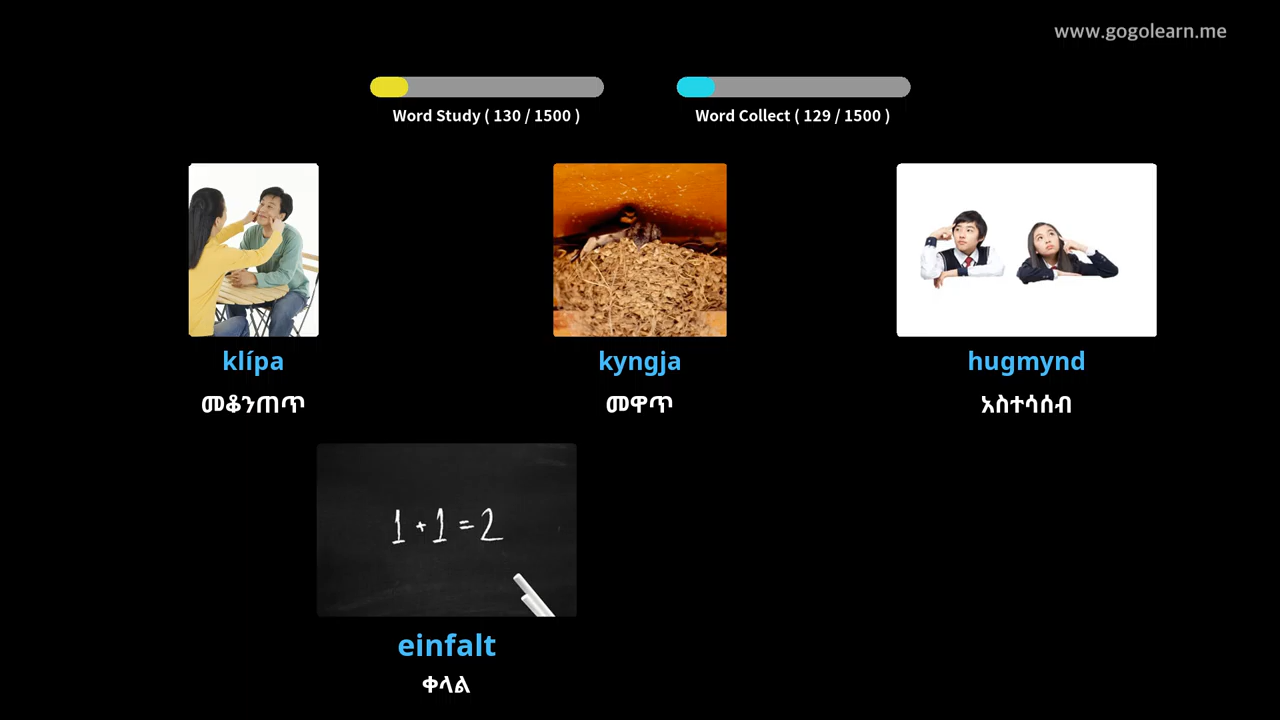 www.gogolearn.me
Word Study ( 130 / 1500 )
Word Collect ( 129 / 1500 )
klípa
kyngja
hugmynd
መቆንጠጥ
መዋጥ
አስተሳሰብ
1 + 1 = 2
einfalt
ቀላል